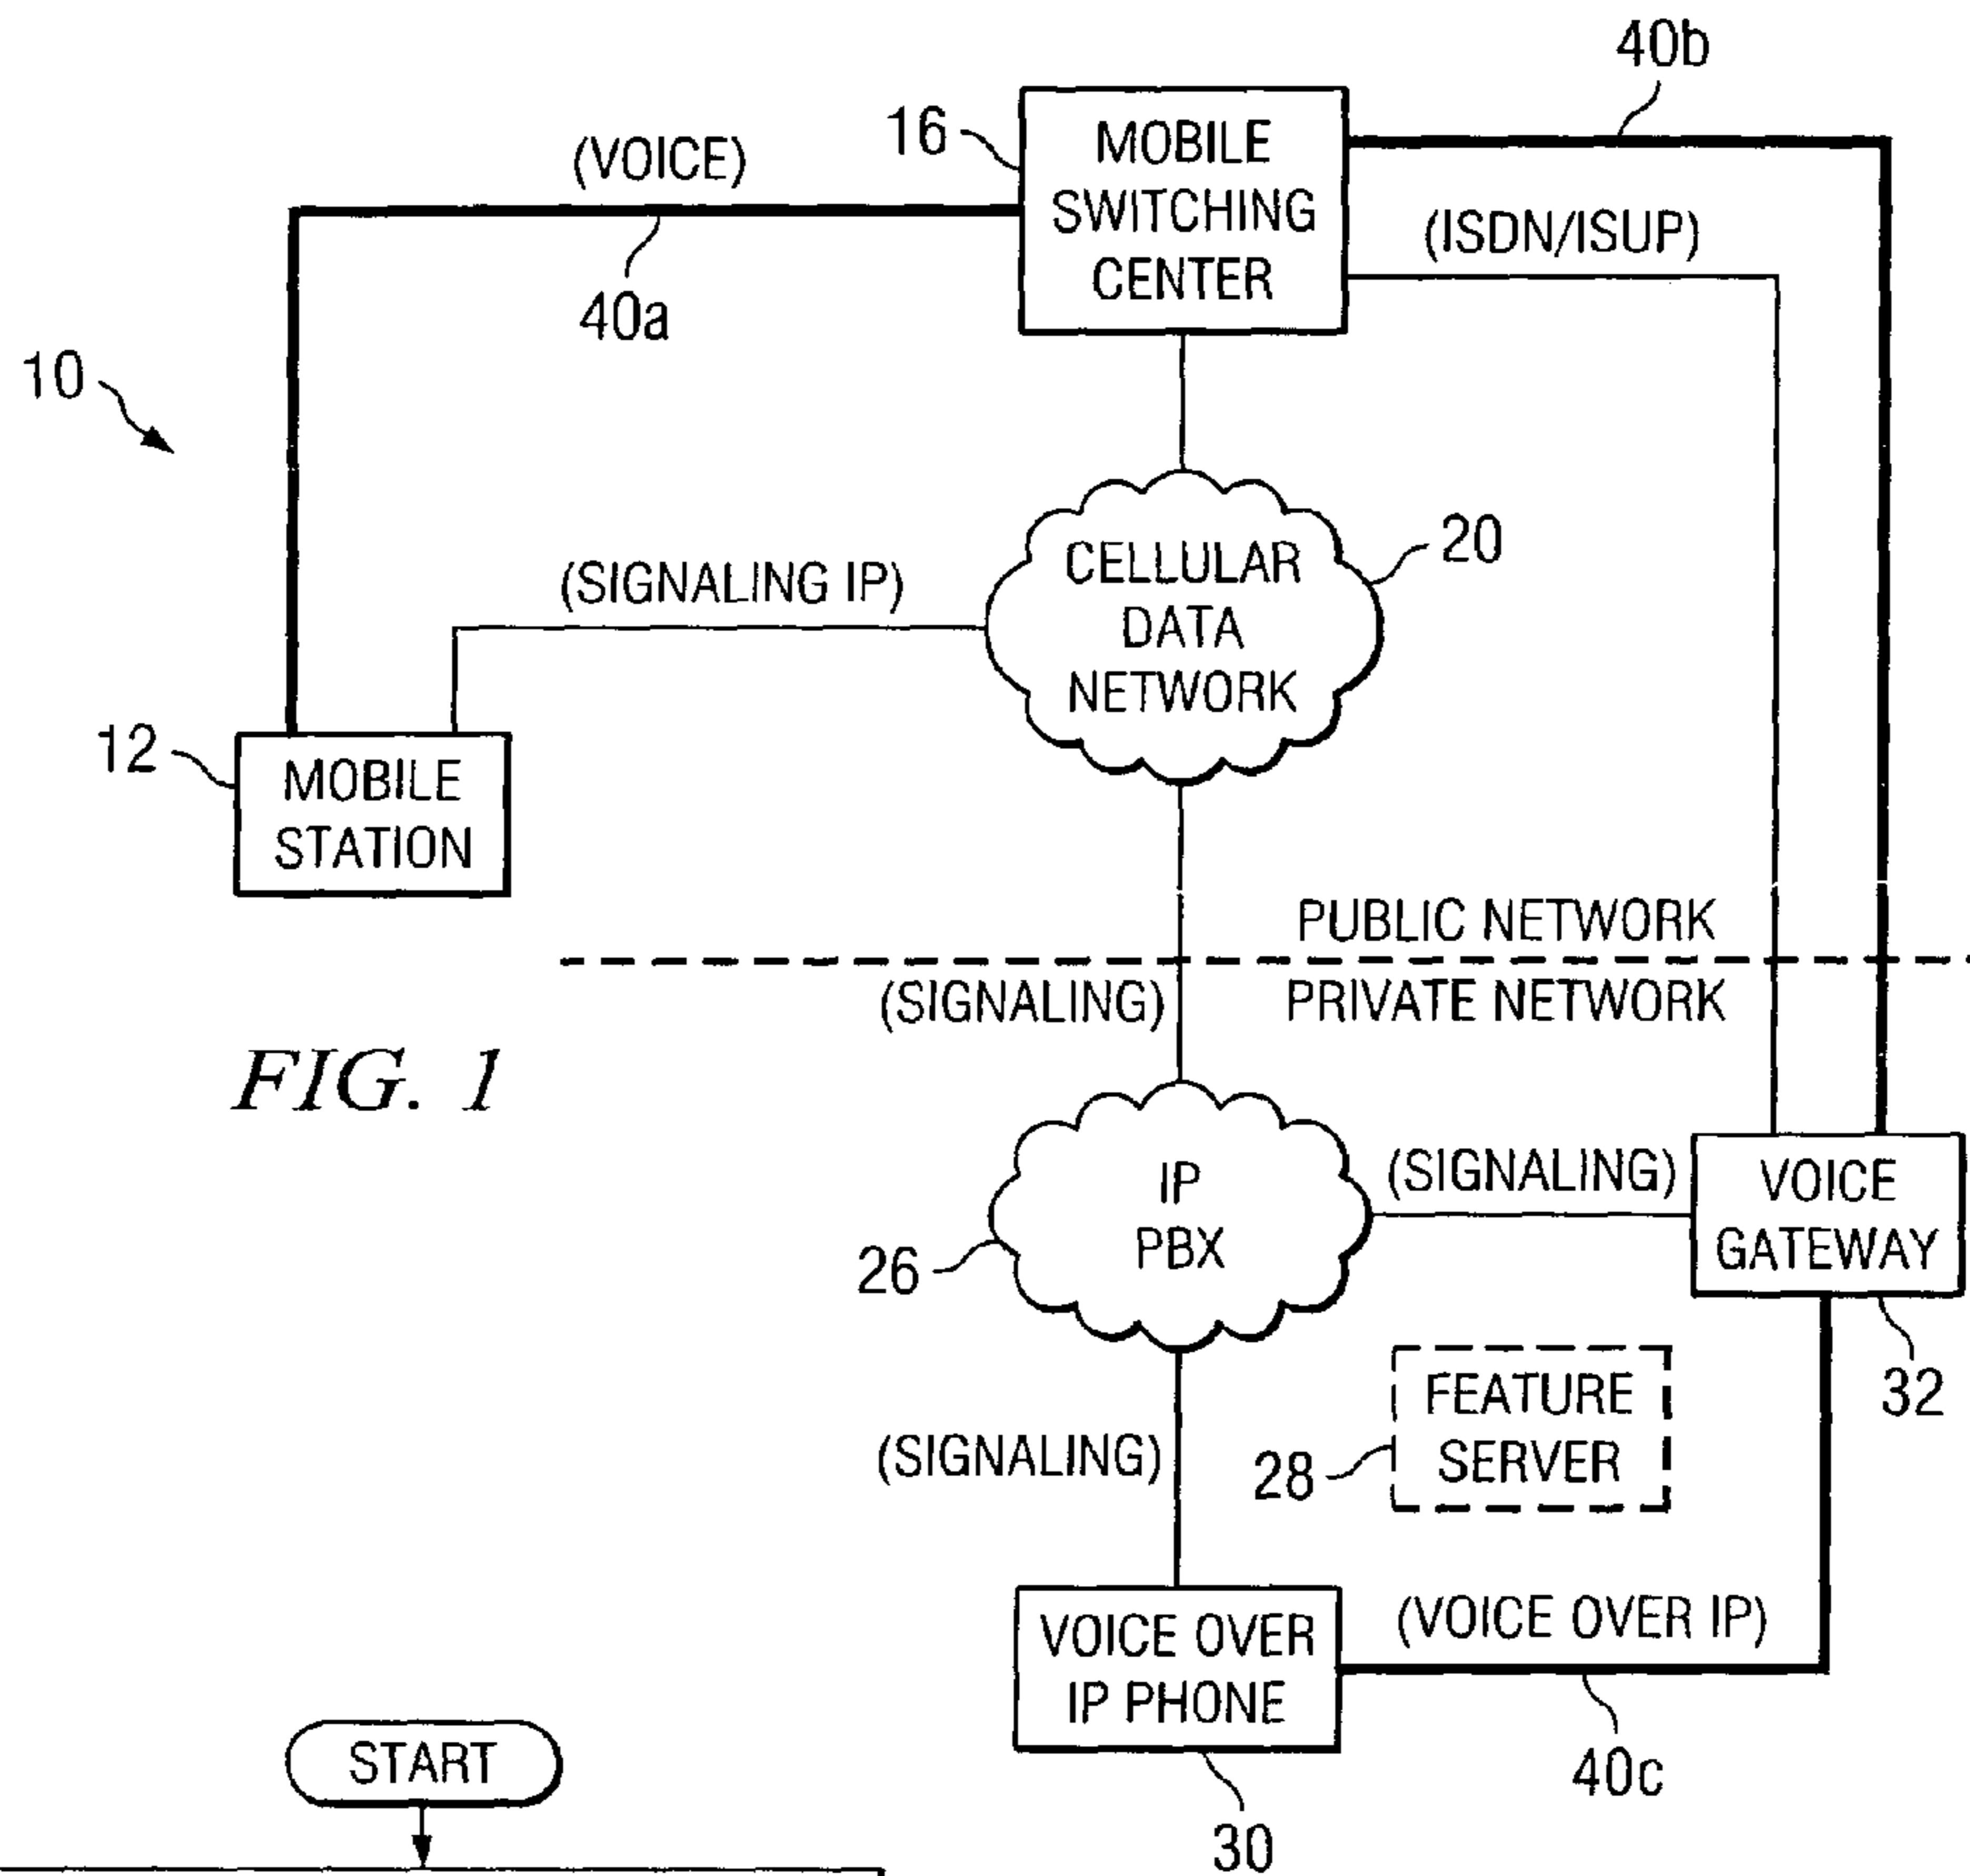 40b
16
MOBILE
SWITCHING
CENTER
(VOICE)
(ISDN/ISUP)
40a
10
20
CELLULAR
DATA
NETWORK
(SIGNALING IP)
12
MOBILE
STATION
PUBLIC NETWORK
(SIGNALING)
PRIVATE NETWORK
FIG. 1
IP
PBX
(SIGNALING)
VOICE
GATEWAY
26
32
FEATURE
SERVER
28
(SIGNALING)
VOICE OVER
IP PHONE
(VOICE OVER IP)
40c
30
START